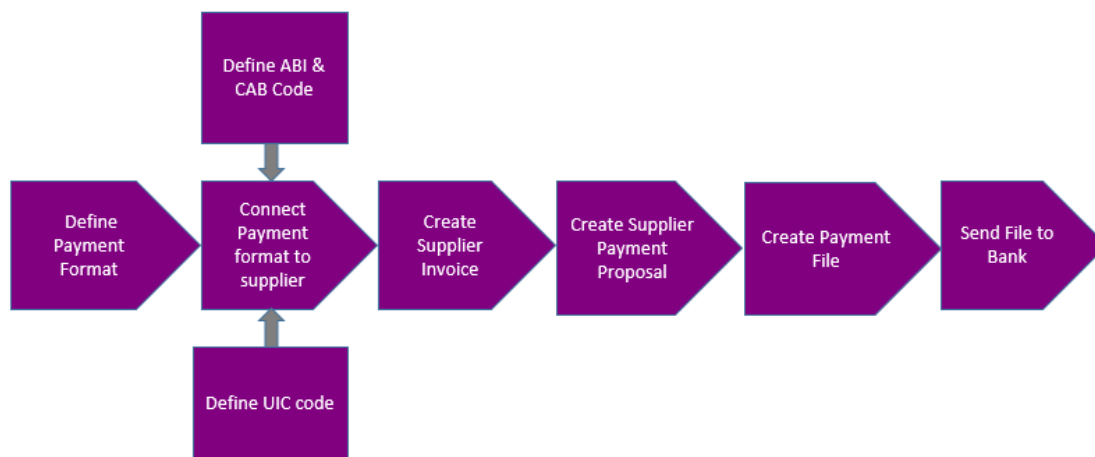 Define ABI &
CAB Code
Define
Payment
Format
Connect
Payment
format to
supplier
Create
Supplier
Invoice
Create Supplier
Payment
Proposal
Create Payment
File
Send File to
Bank
Define UIC code